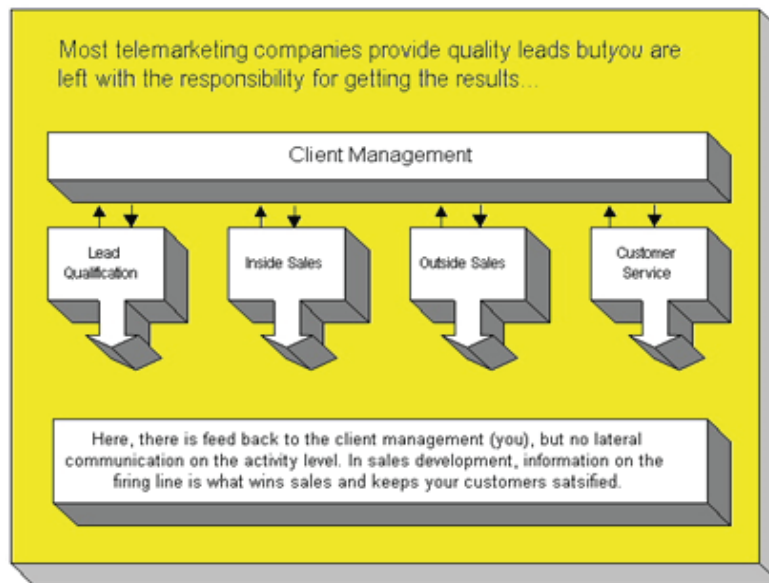 Most telemarketing companies provide quality leads butyou are
left with the responsibility for getting the results...
Client Management
Lead
Qualification
Inside Sales
Outside Sales
Customer
Service
Here, there is feed back to the client management (you), but no lateral
communication on the activity level. In sales development, information on the
firing line is what wins sales and keeps your customers satsified.